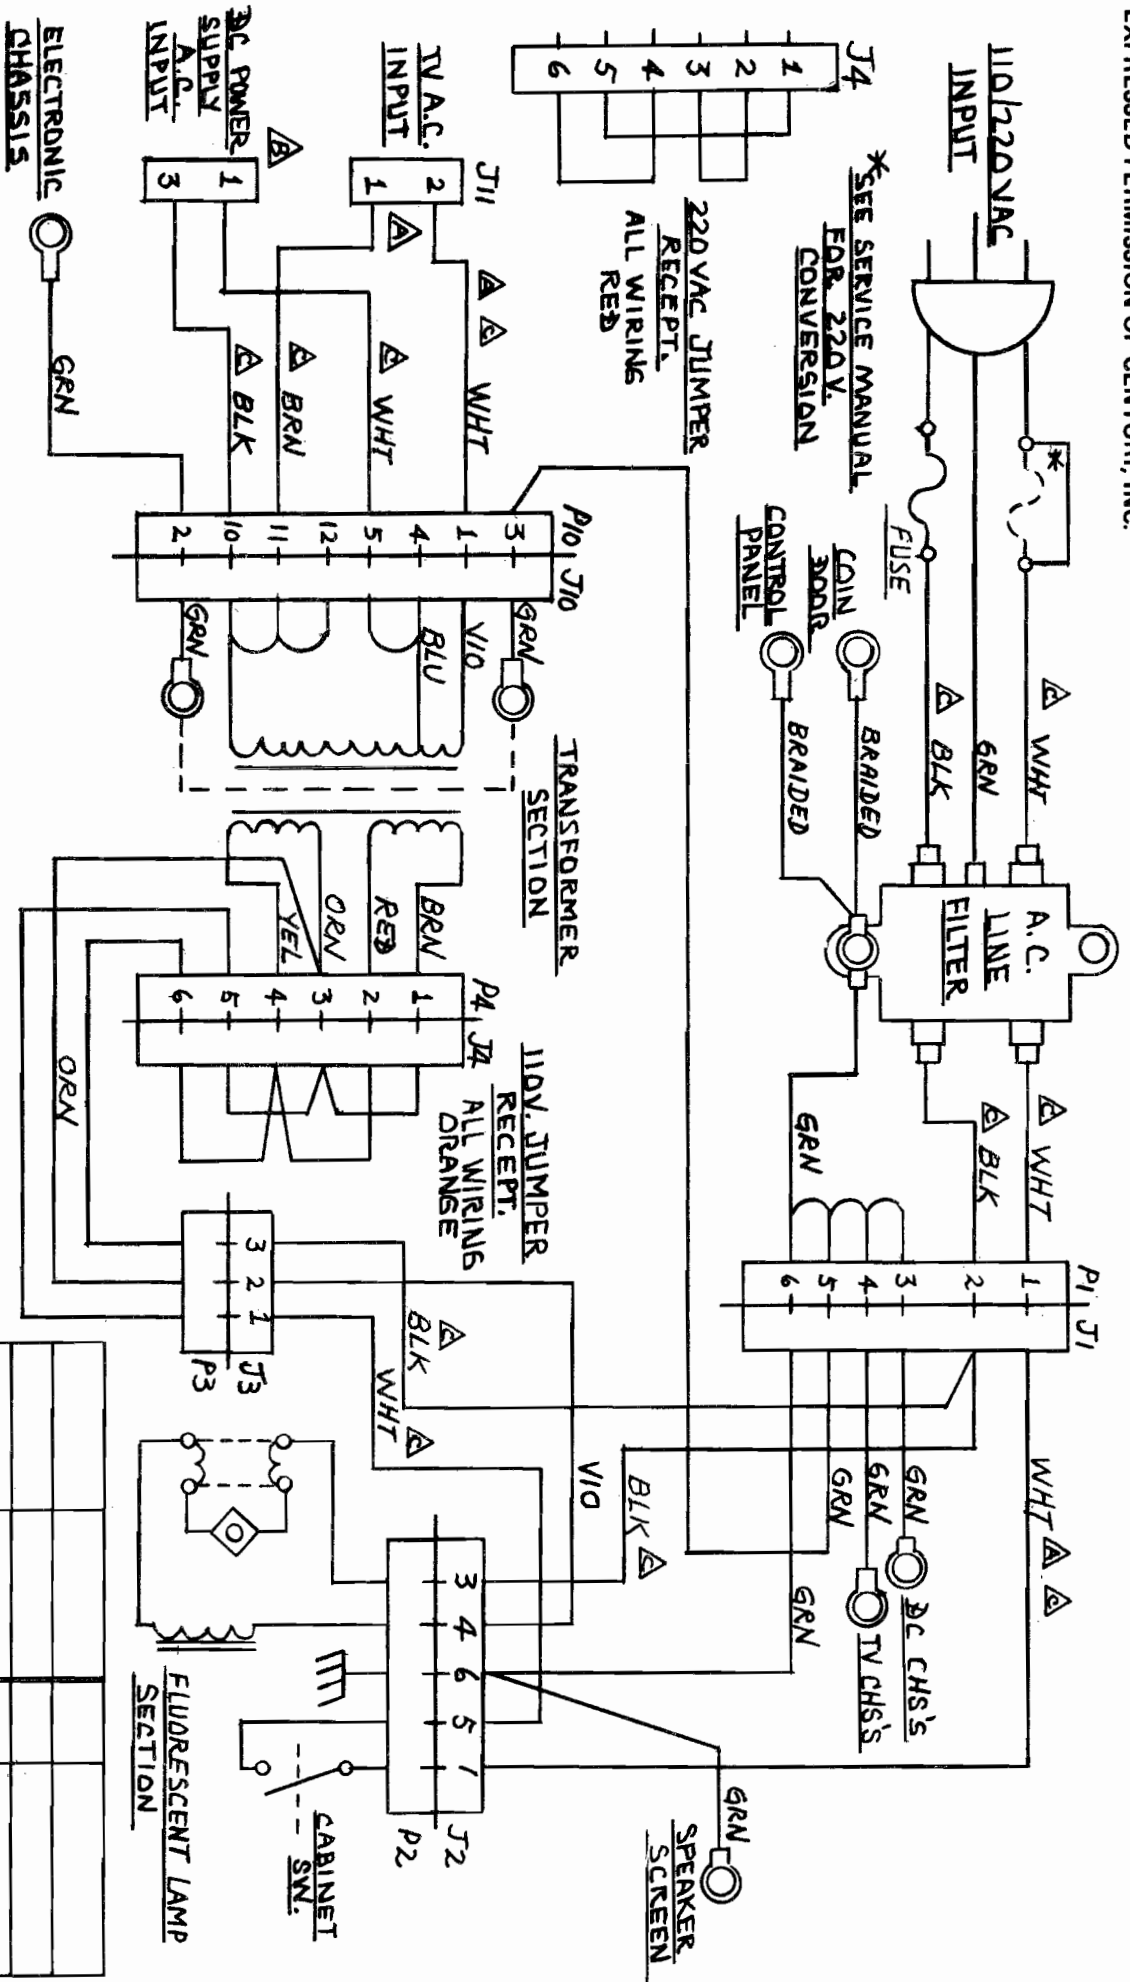 EXPRESSED PERMISSION OF CENTURI, INC.
110/220 VAC
INPUT
*SEE SERVICE MANUAL
FOR 220 V.
CONVERSION
*
FUSE
C
WHT
GRN
C
BLK
A.C.
LINE
FILTER
COIN
DOOR
BRAIDED
CONTROL
PANEL
BRAIDED
C
WHT
C
BLK
GRN
P1
J1
1
2
3
4
5
6
WHT
A
C
GRN
DC CHS'S
GRN
TV CHS'S
GRN
GRN
GRN
SPEAKER
SCREEN
J4
1
2
3
4
5
6
220VAC JUMPER
RECEPT.
ALL WIRING
RED
TV A.C.
INPUT
J11
2
1
A
A
C
WHT
DC POWER
SUPPLY
A.C.
INPUT
B
1
3
C
WHT
C
BRN
C
BLK
ELECTRONIC
CHASSIS
GRN
P10
J10
3
1
4
5
12
11
10
2
GRN
VIO
BLU
GRN
TRANSFORMER
SECTION
BRN
RED
ORN
YEL
P4
J4
1
2
3
4
5
6
110V. JUMPER
RECEPT.
ALL WIRING
ORANGE
ORN
3
2
1
J3
P3
C
BLK
WHT
C
VIO
BLK
C
3
4
6
5
1
J2
P2
CABINET
SW.
FLUORESCENT LAMP
SECTION